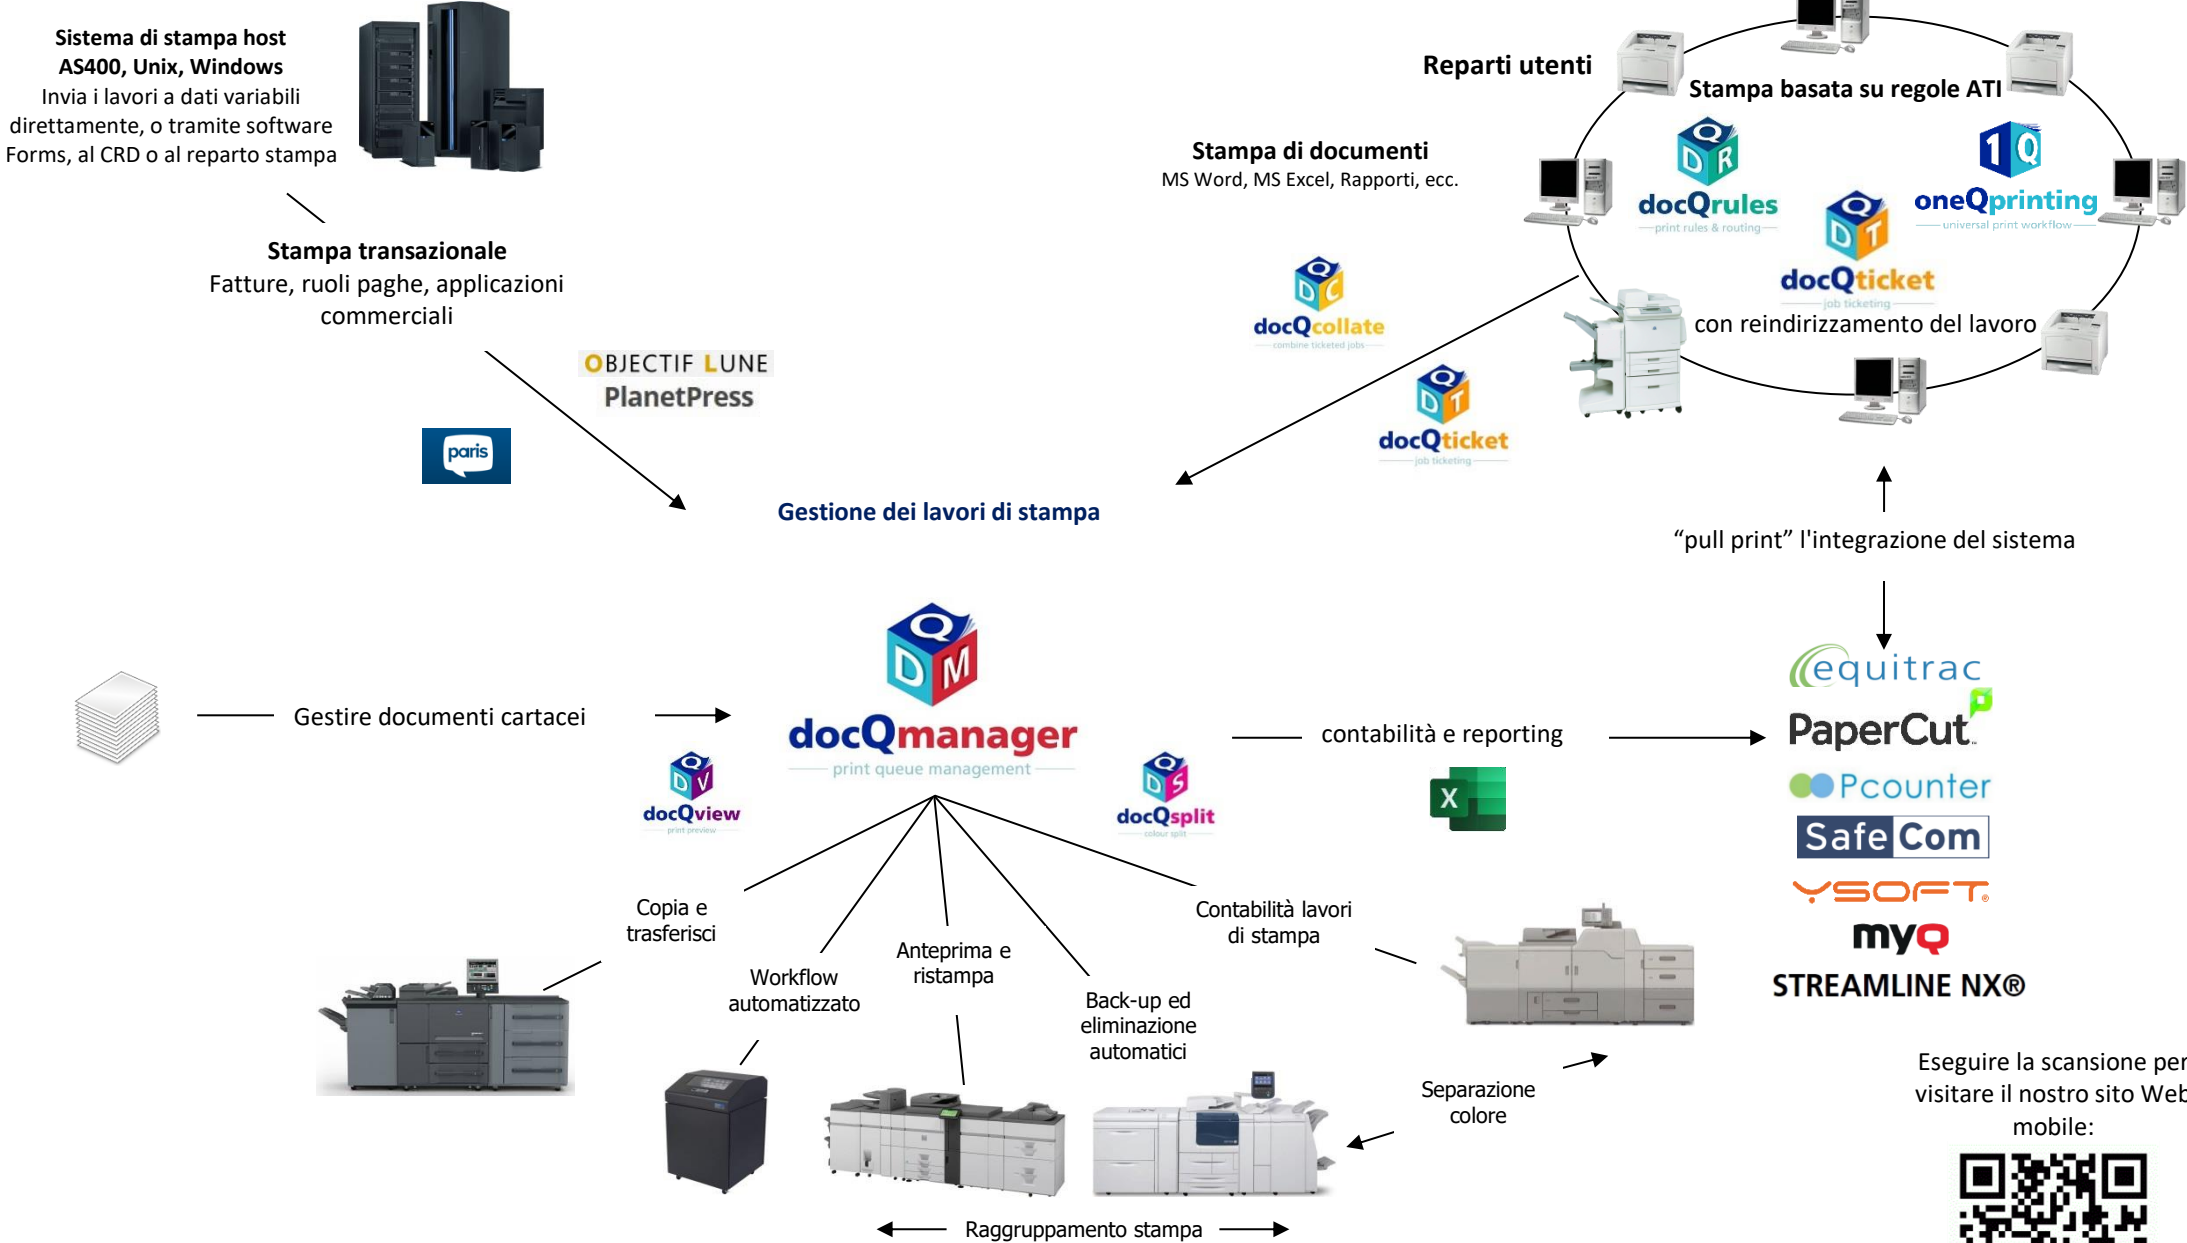 Sistema di stampa host
AS400, Unix, Windows
Invia i lavori a dati variabili
direttamente, o tramite software
Forms, al CRD o al reparto stampa
Stampa transazionale
Fatture, ruoli paghe, applicazioni
commerciali
OBJECTIF LUNE
PlanetPress
paris
Reparti utenti
Stampa basata su regole ATI
Stampa di documenti
MS Word, MS Excel, Rapporti, ecc.
Q
D R
docQrules
print rules & routing
1Q
oneQprinting
universal print workflow
Q
D T
docQticket
job ticketing
con reindirizzamento del lavoro
Q
D C
docQcollate
combine ticketed jobs
Q
D T
docQticket
job ticketing
Gestione dei lavori di stampa
“pull print” l'integrazione del sistema
Gestire documenti cartacei
Q
D M
docQmanager
print queue management
Q
D V
docQview
print preview
Q
D S
docQsplit
colour split
contabilità e reporting
X
equitrac
PaperCut
Pcounter
SafeCom
YSOFT
myQ
STREAMLINE NX®
Copia e
trasferisci
Workflow
automatizzato
Anteprima e
ristampa
Back-up ed
eliminazione
automatici
Contabilità lavori
di stampa
Separazione
colore
Raggruppamento stampa
Eseguire la scansione per
visitare il nostro sito Web
mobile: